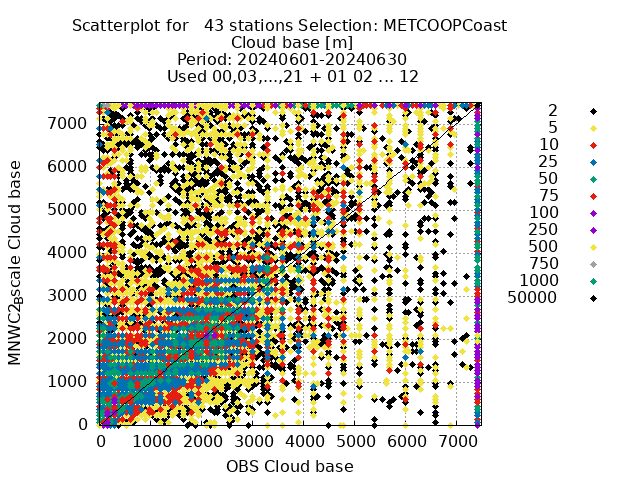 Scatterplot for 43 stations Selection: METCOOPCoast
Cloud base [m]
Period: 20240601-20240630
Used 00,03,...,21 + 01 02 ... 12
MNWC2pscale Cloud base
7000
6000
5000
4000
3000
2000
1000
0
0 1000 2000 3000 4000 5000 6000 7000
OBS Cloud base
2
5
10
25
50
75
100
250
500
750
1000
50000